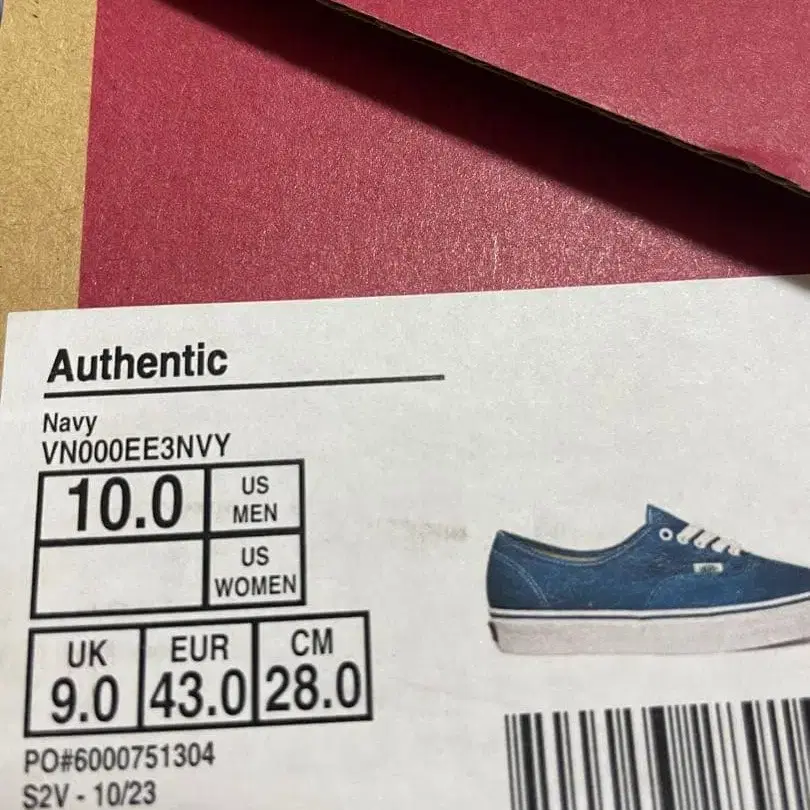 Authentic
Navy
VN000EE3NVY
10.0 US MEN
US WOMEN
UK EUR CM
9.0 43.0 28.0
PO#6000751304
S2V - 10/23